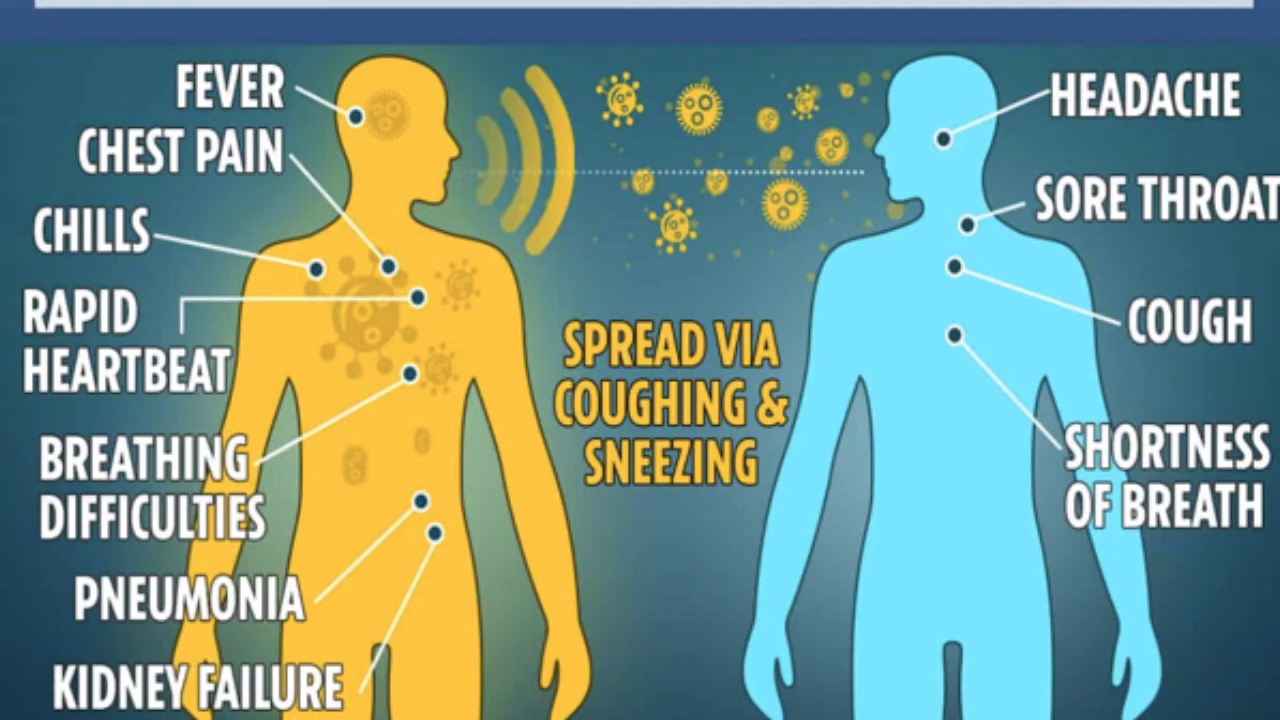 FEVER
CHEST PAIN
CHILLS
RAPID
HEARTBEAT
BREATHING
DIFFICULTIES
PNEUMONIA
KIDNEY FAILURE
SPREAD VIA
COUGHING &
SNEEZING
HEADACHE
SORE THROAT
COUGH
SHORTNESS
OF BREATH